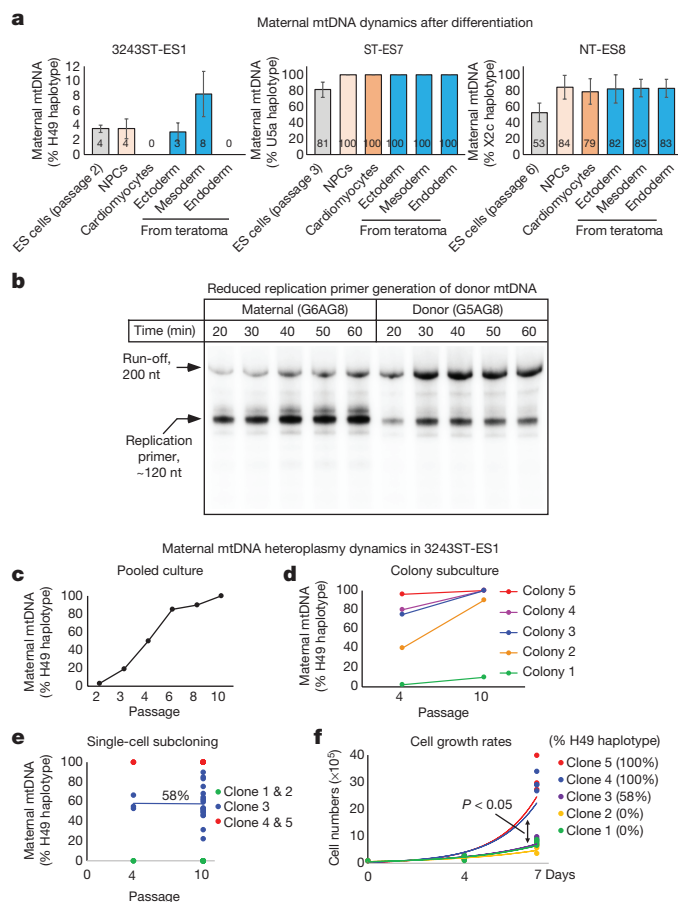 a
Maternal mtDNA dynamics after differentiation
3243ST-ES1
Maternal mtDNA
(% H49 haplotype)
12
10
8
6
4
2
0
4
4
0
3
8
0
ES cells (passage 2)
NPCs
Cardiomyocytes
Ectoderm
Mesoderm
Endoderm
From teratoma
ST-ES7
Maternal mtDNA
(% U5a haplotype)
100
80
60
40
20
0
81
100
100
100
100
100
ES cells (passage 3)
NPCs
Cardiomyocytes
Ectoderm
Mesoderm
Endoderm
From teratoma
NT-ES8
Maternal mtDNA
(% X2c haplotype)
100
80
60
40
20
0
53
84
79
82
83
83
ES cells (passage 6)
NPCs
Cardiomyocytes
Ectoderm
Mesoderm
Endoderm
From teratoma
b
Reduced replication primer generation of donor mtDNA
Maternal (G6AG8) Donor (G5AG8)
Time (min) 20 30 40 50 60 20 30 40 50 60
Run-off,
200 nt
Replication
primer,
~120 nt
Maternal mtDNA heteroplasmy dynamics in 3243ST-ES1
c
Pooled culture
Maternal mtDNA
(% H49 haplotype)
100
80
60
40
20
0
2 3 4 6 8 10
Passage
d
Colony subculture
Maternal mtDNA
(% H49 haplotype)
100
80
60
40
20
0
4 10
Passage
Colony 5
Colony 4
Colony 3
Colony 2
Colony 1
e
Single-cell subcloning
Maternal mtDNA
(% H49 haplotype)
100
80
60
40
20
0
58%
4 10
Passage
Clone 1 & 2
Clone 3
Clone 4 & 5
f
Cell growth rates
Cell numbers (×10⁵)
40
30
20
10
0
P < 0.05
0 4 7 Days
(% H49 haplotype)
Clone 5 (100%)
Clone 4 (100%)
Clone 3 (58%)
Clone 2 (0%)
Clone 1 (0%)